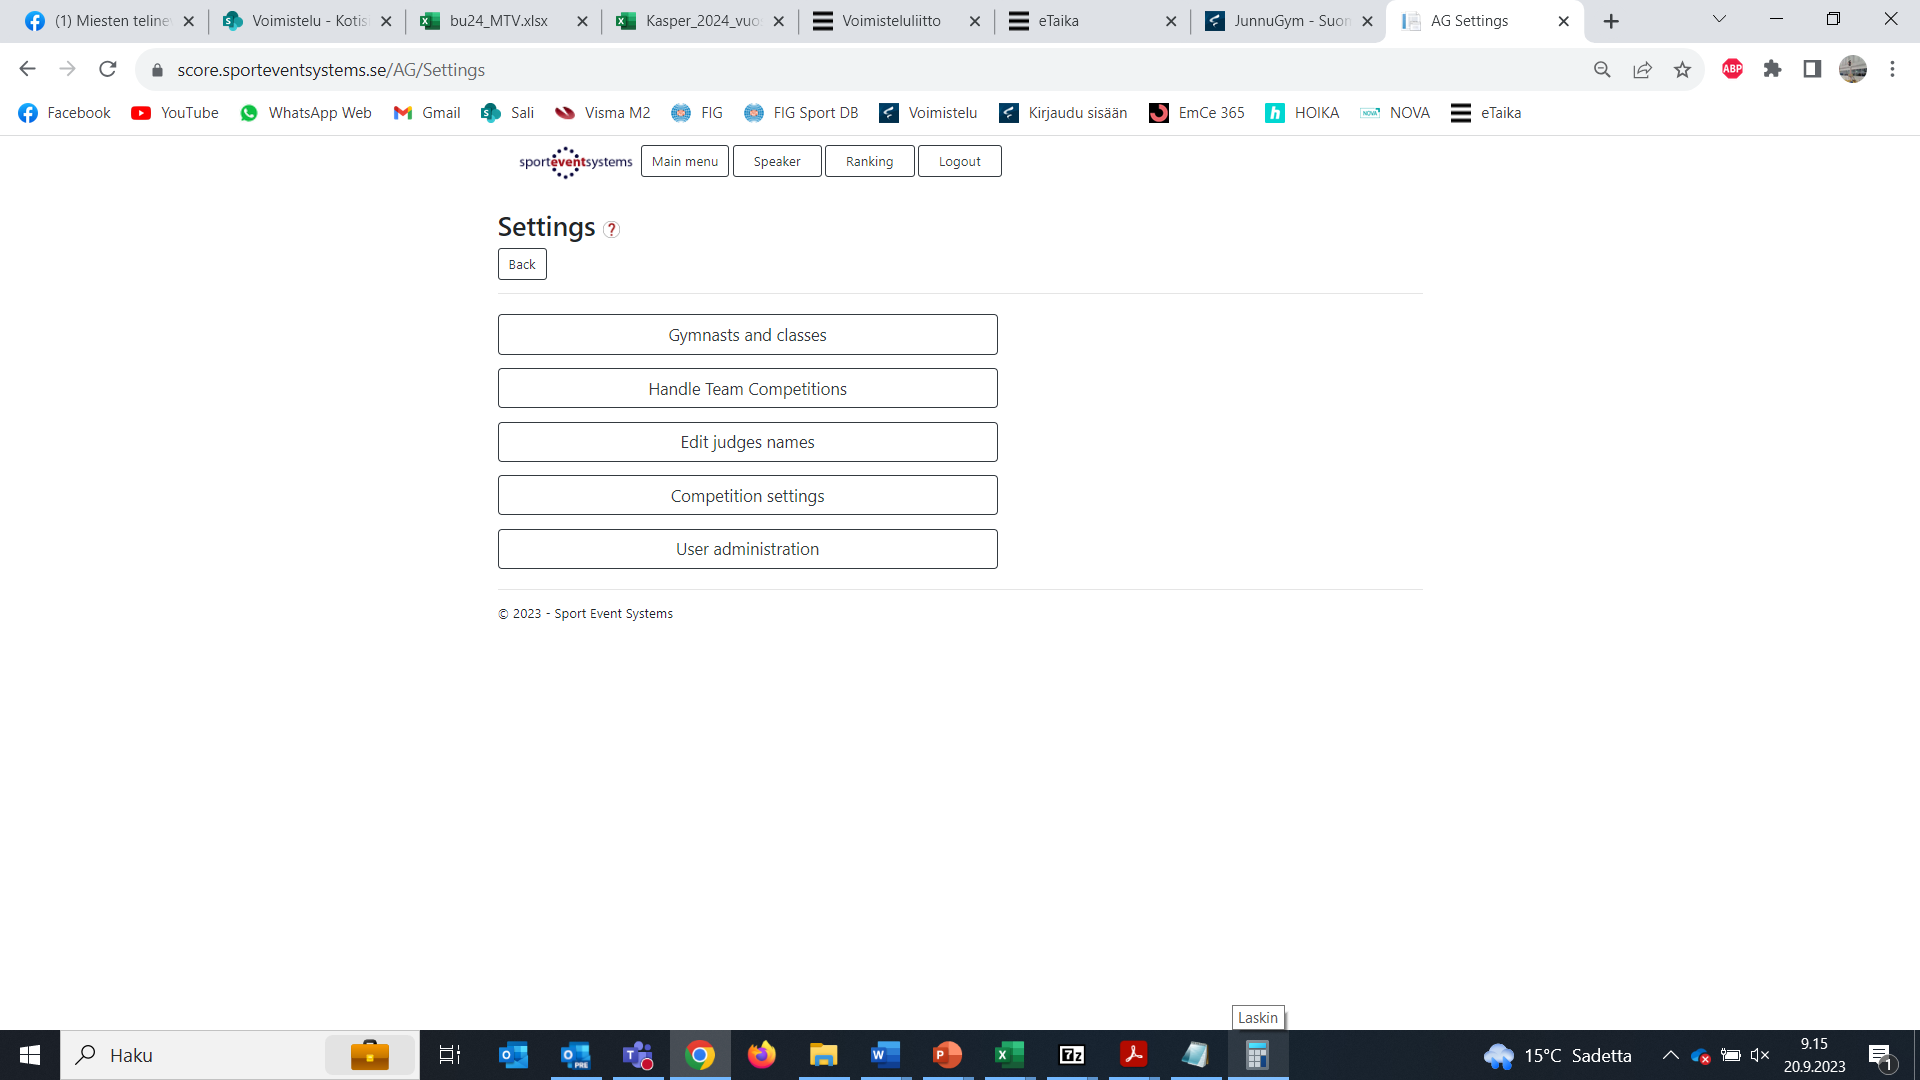 (1) Miesten teline
Voimistelu - Kotis
bu24_MTV.xlsx
Kasper_2024_vuo
Voimisteluliitto
eTaika
JunnuGym - Suor
AG Settings
score.sporteventsystems.se/AG/Settings
ABP
Facebook YouTube WhatsApp Web Gmail Sali Visma M2 FIG FIG Sport DB Voimistelu Kirjaudu sisään EmCe 365 HOIKA NOVA eTaika
sporteventsystems Main menu Speaker Ranking Logout
Settings ?
Back
Gymnasts and classes
Handle Team Competitions
Edit judges names
Competition settings
User administration
© 2023 - Sport Event Systems
Laskin
Haku
15°C Sadetta
9.15
20.9.2023
1